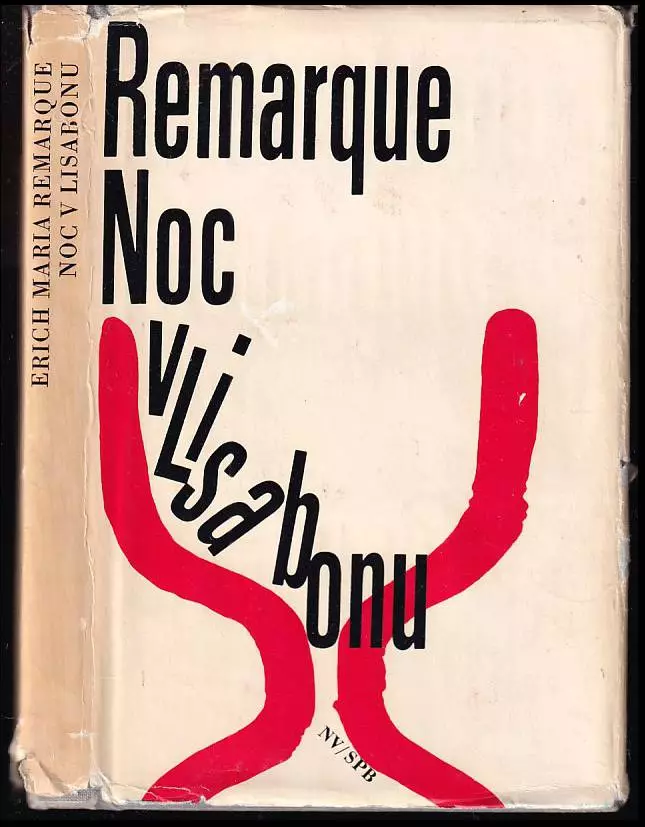 ERICH MARIA REMARQUE
NOC V LISABONU
Remarque
Noc
v Lisabonu
NV/SPB